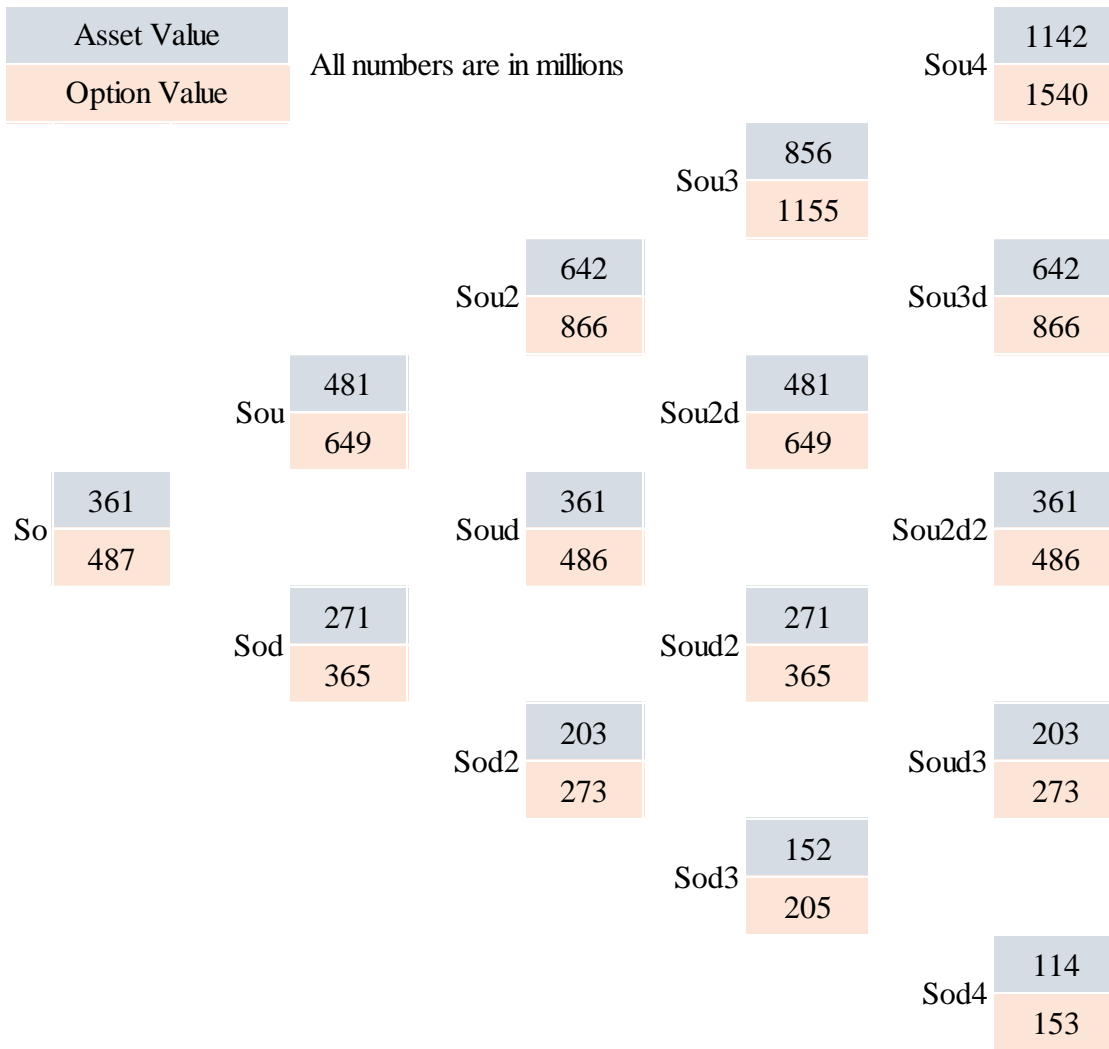 Asset Value
Option Value
All numbers are in millions
Sou4
1142
1540
Sou3
856
1155
Sou2
642
866
Sou3d
642
866
Sou
481
649
Sou2d
481
649
So
361
487
Soud
361
486
Sou2d2
361
486
Sod
271
365
Soud2
271
365
Sod2
203
273
Soud3
203
273
Sod3
152
205
Sod4
114
153